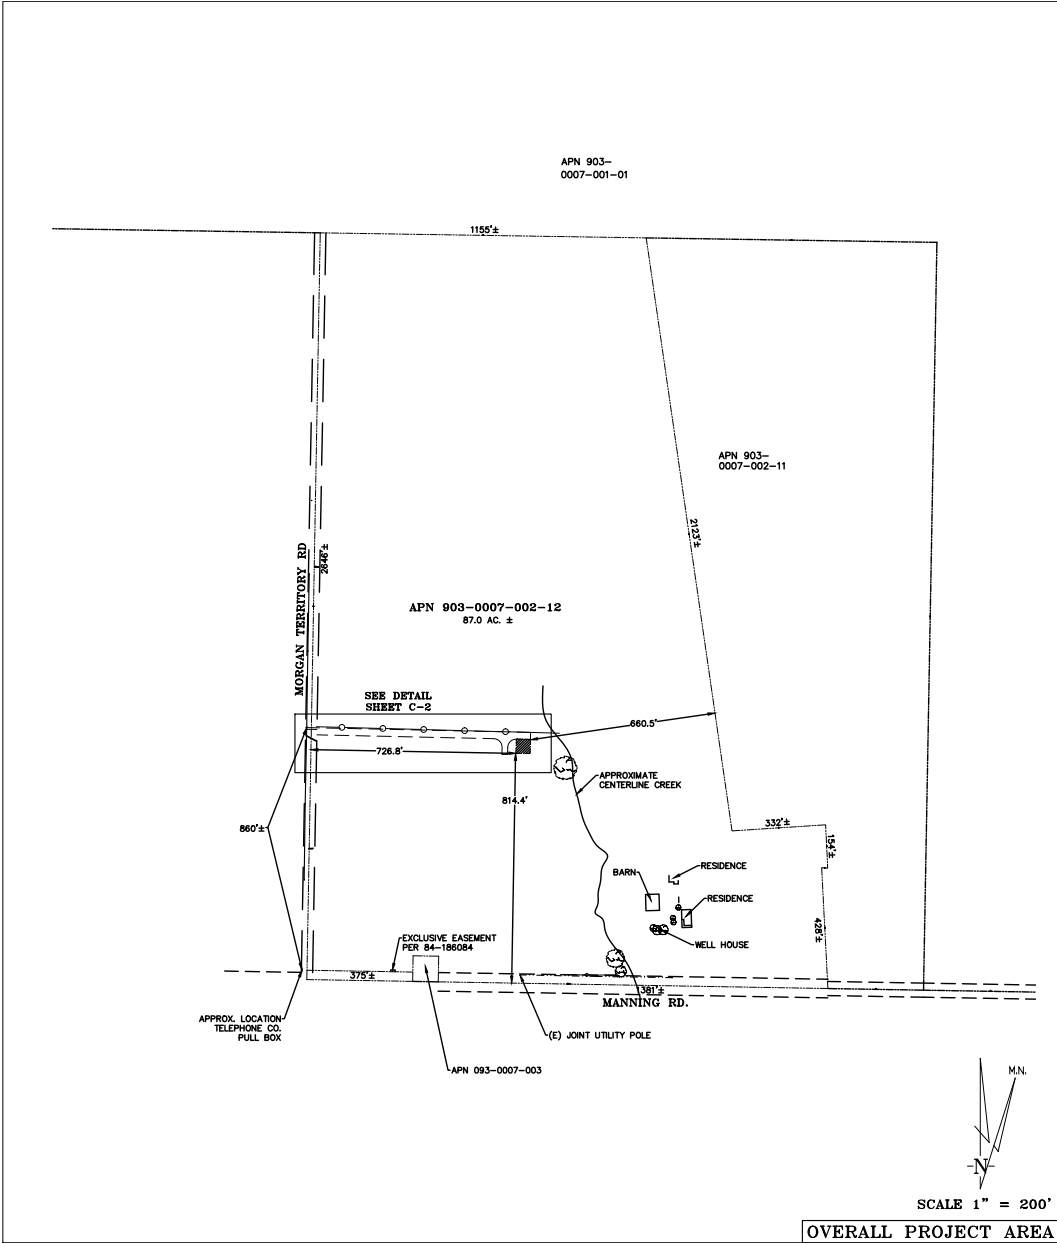 APN 903-
0007-001-01
1155'±
APN 903-
0007-002-11
2123'±
MORGAN TERRITORY RD
2646'±
APN 903-0007-002-12
87.0 AC. ±
SEE DETAIL
SHEET C-2
660.5'
726.8'
APPROXIMATE
CENTERLINE CREEK
814.4'
860'±
332'±
154'±
RESIDENCE
BARN
RESIDENCE
428'±
WELL HOUSE
EXCLUSIVE EASEMENT
PER 84-186084
375'±
1381'±
MANNING RD.
APPROX. LOCATION
TELEPHONE CO.
PULL BOX
(E) JOINT UTILITY POLE
APN 093-0007-003
M.N.
N
SCALE 1" = 200'
OVERALL PROJECT AREA